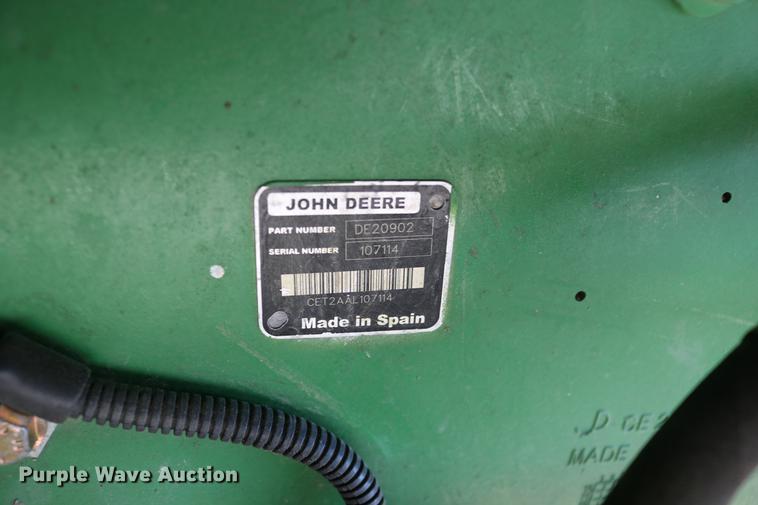 JOHN DEERE
PART NUMBER DE20902
SERIAL NUMBER 107114
CET2AAL107114
Made in Spain
MADE
Purple Wave Auction